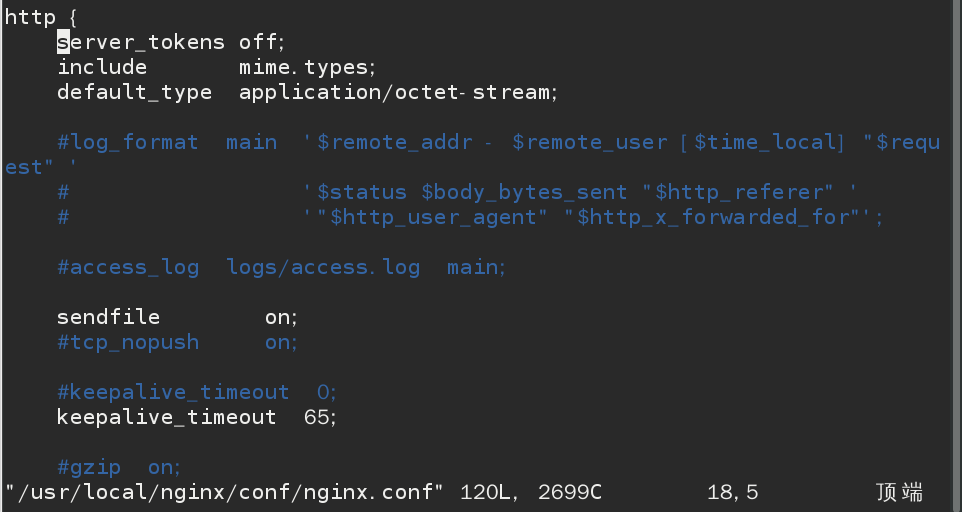 http {
    server_tokens off;
    include       mime.types;
    default_type  application/octet-stream;
    #log_format  main  '$remote_addr - $remote_user [$time_local] "$requ
est" '
    #                  '$status $body_bytes_sent "$http_referer" '
    #                  '"$http_user_agent" "$http_x_forwarded_for"';
    #access_log  logs/access.log  main;
    sendfile        on;
    #tcp_nopush     on;
    #keepalive_timeout  0;
    keepalive_timeout  65;
    #gzip  on;
"/usr/local/nginx/conf/nginx.conf" 120L, 2699C        18,5         顶端